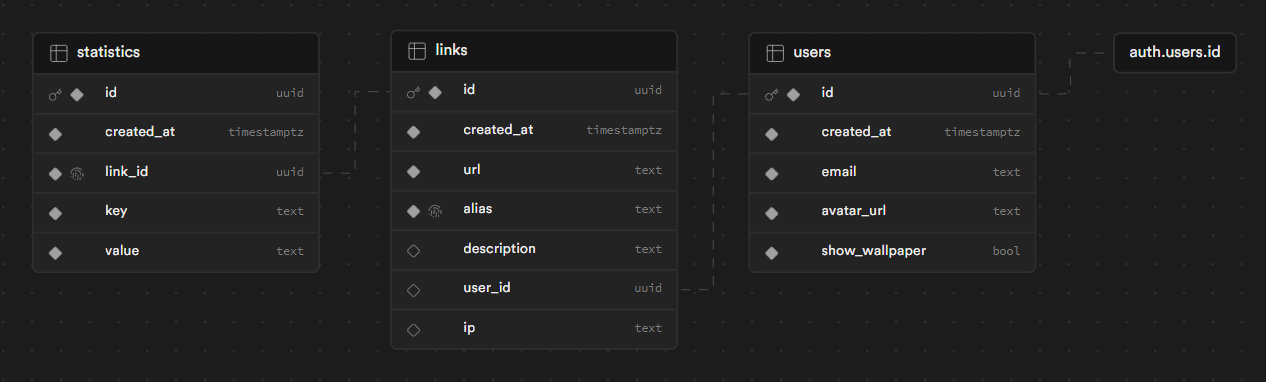 statistics
id uuid
created_at timestamptz
link_id uuid
key text
value text
links
id uuid
created_at timestamptz
url text
alias text
description text
user_id uuid
ip text
users
id uuid
created_at timestamptz
email text
avatar_url text
show_wallpaper bool
auth.users.id